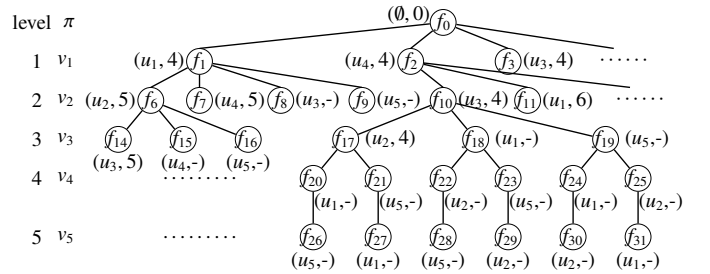 level π (∅, 0) f₀
1 v₁ (u₁, 4) f₁ (u₄, 4) f₂ f₃ (u₃, 4) ······
2 v₂ (u₂, 5) f₆ f₇ (u₄, 5) f₈ (u₃,-) f₉ (u₅,-) f₁₀ (u₃, 4) f₁₁ (u₁, 6) ······
3 v₃ f₁₄ f₁₅ f₁₆ f₁₇ (u₂, 4) f₁₈ (u₁,-) f₁₉ (u₅,-)
(u₃, 5) (u₄,-) (u₅,-)
4 v₄ ········· f₂₀ f₂₁ f₂₂ f₂₃ f₂₄ f₂₅
(u₁,-) (u₅,-) (u₂,-) (u₅,-) (u₁,-) (u₂,-)
5 v₅ ········· f₂₆ f₂₇ f₂₈ f₂₉ f₃₀ f₃₁
(u₅,-) (u₁,-) (u₅,-) (u₂,-) (u₂,-) (u₁,-)